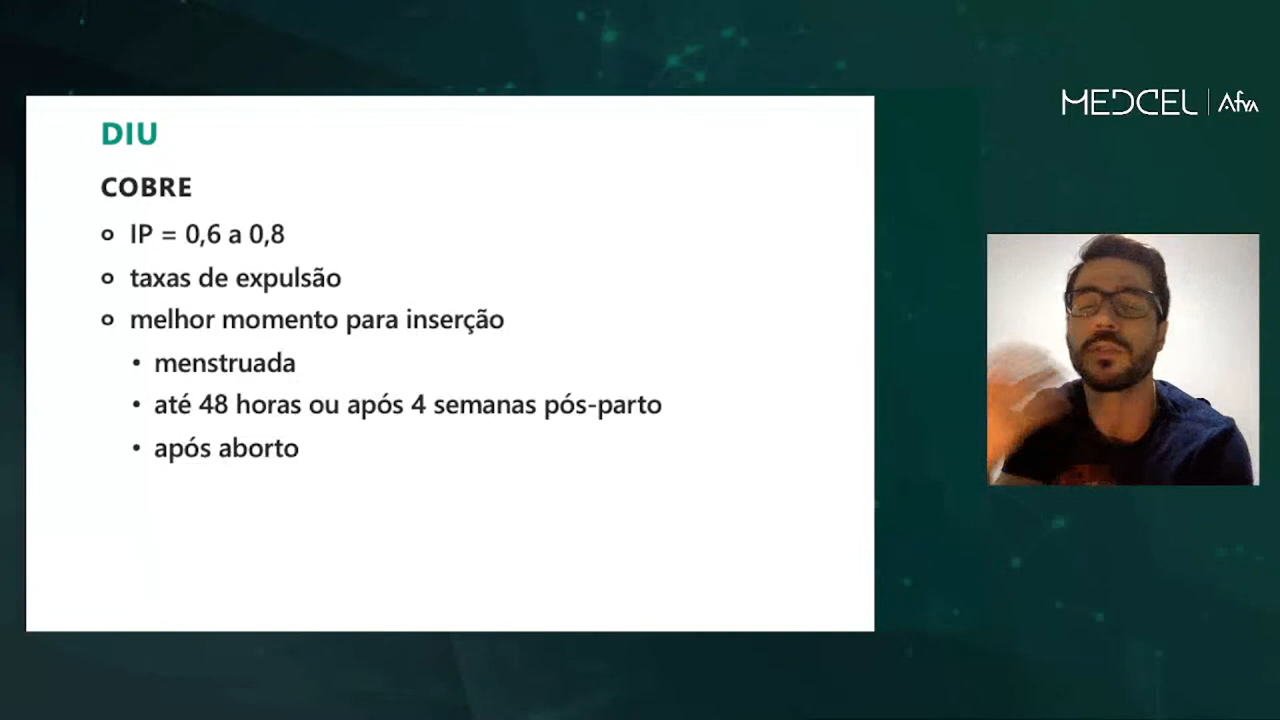 DIU
COBRE
IP = 0,6 a 0,8
taxas de expulsão
melhor momento para inserção
menstruada
até 48 horas ou após 4 semanas pós-parto
após aborto
MEDCEL | Afya